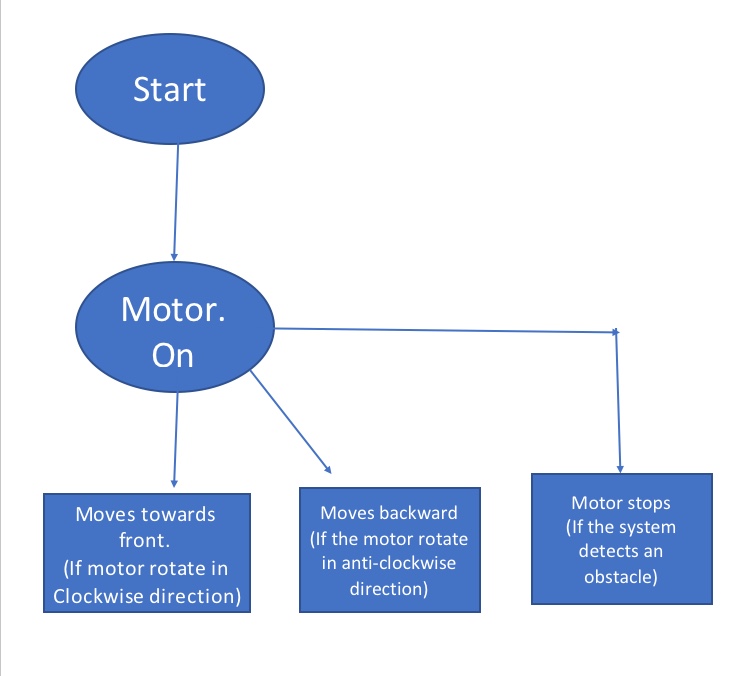 Start
Motor.
On
Moves towards
front.
(If motor rotate in
Clockwise direction)
Moves backward
(If the motor rotate
in anti-clockwise
direction)
Motor stops
(If the system
detects an
obstacle)